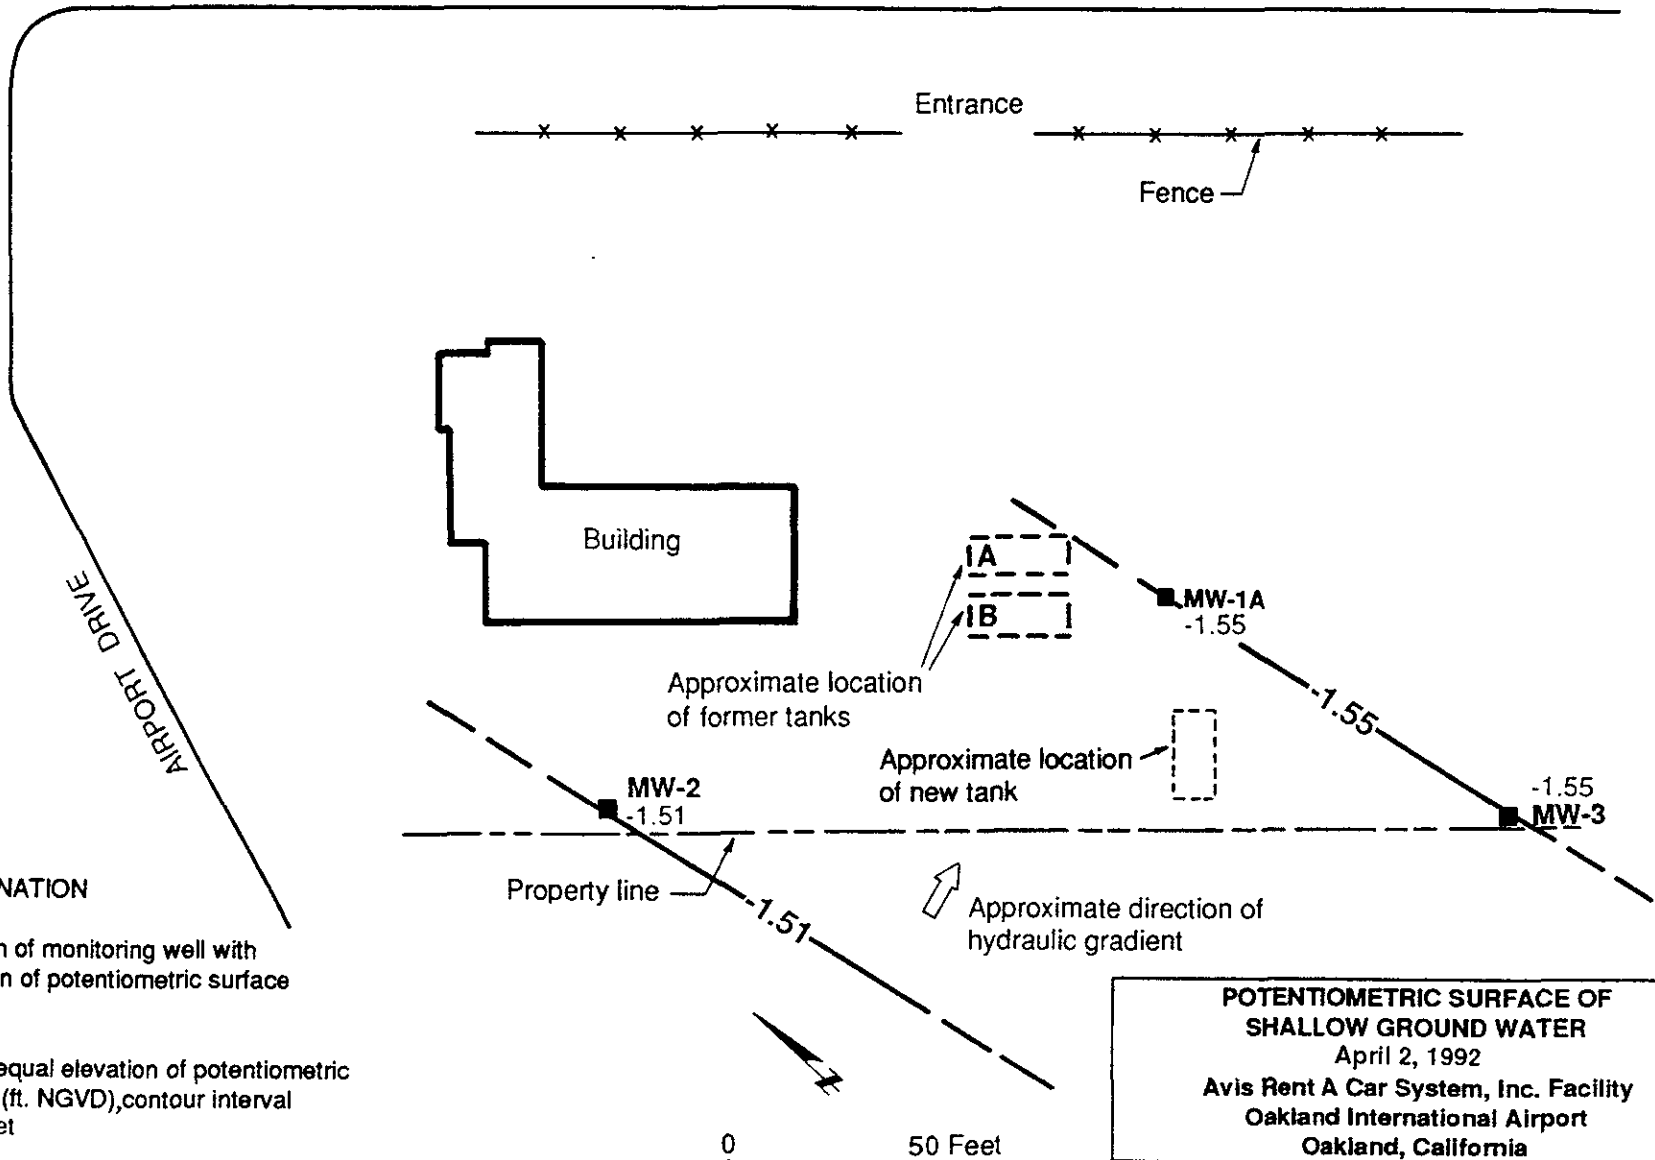 Entrance
Fence
Building
A
B
MW-1A
-1.55
Approximate location
of former tanks
-1.55
AIRPORT DRIVE
Approximate location
of new tank
MW-2
-1.51
-1.55
MW-3
Property line
-1.51
Approximate direction of
hydraulic gradient
NATION
n of monitoring well with
n of potentiometric surface
equal elevation of potentiometric
(ft. NGVD),contour interval
et
N
0 50 Feet
POTENTIOMETRIC SURFACE OF
SHALLOW GROUND WATER
April 2, 1992
Avis Rent A Car System, Inc. Facility
Oakland International Airport
Oakland, California